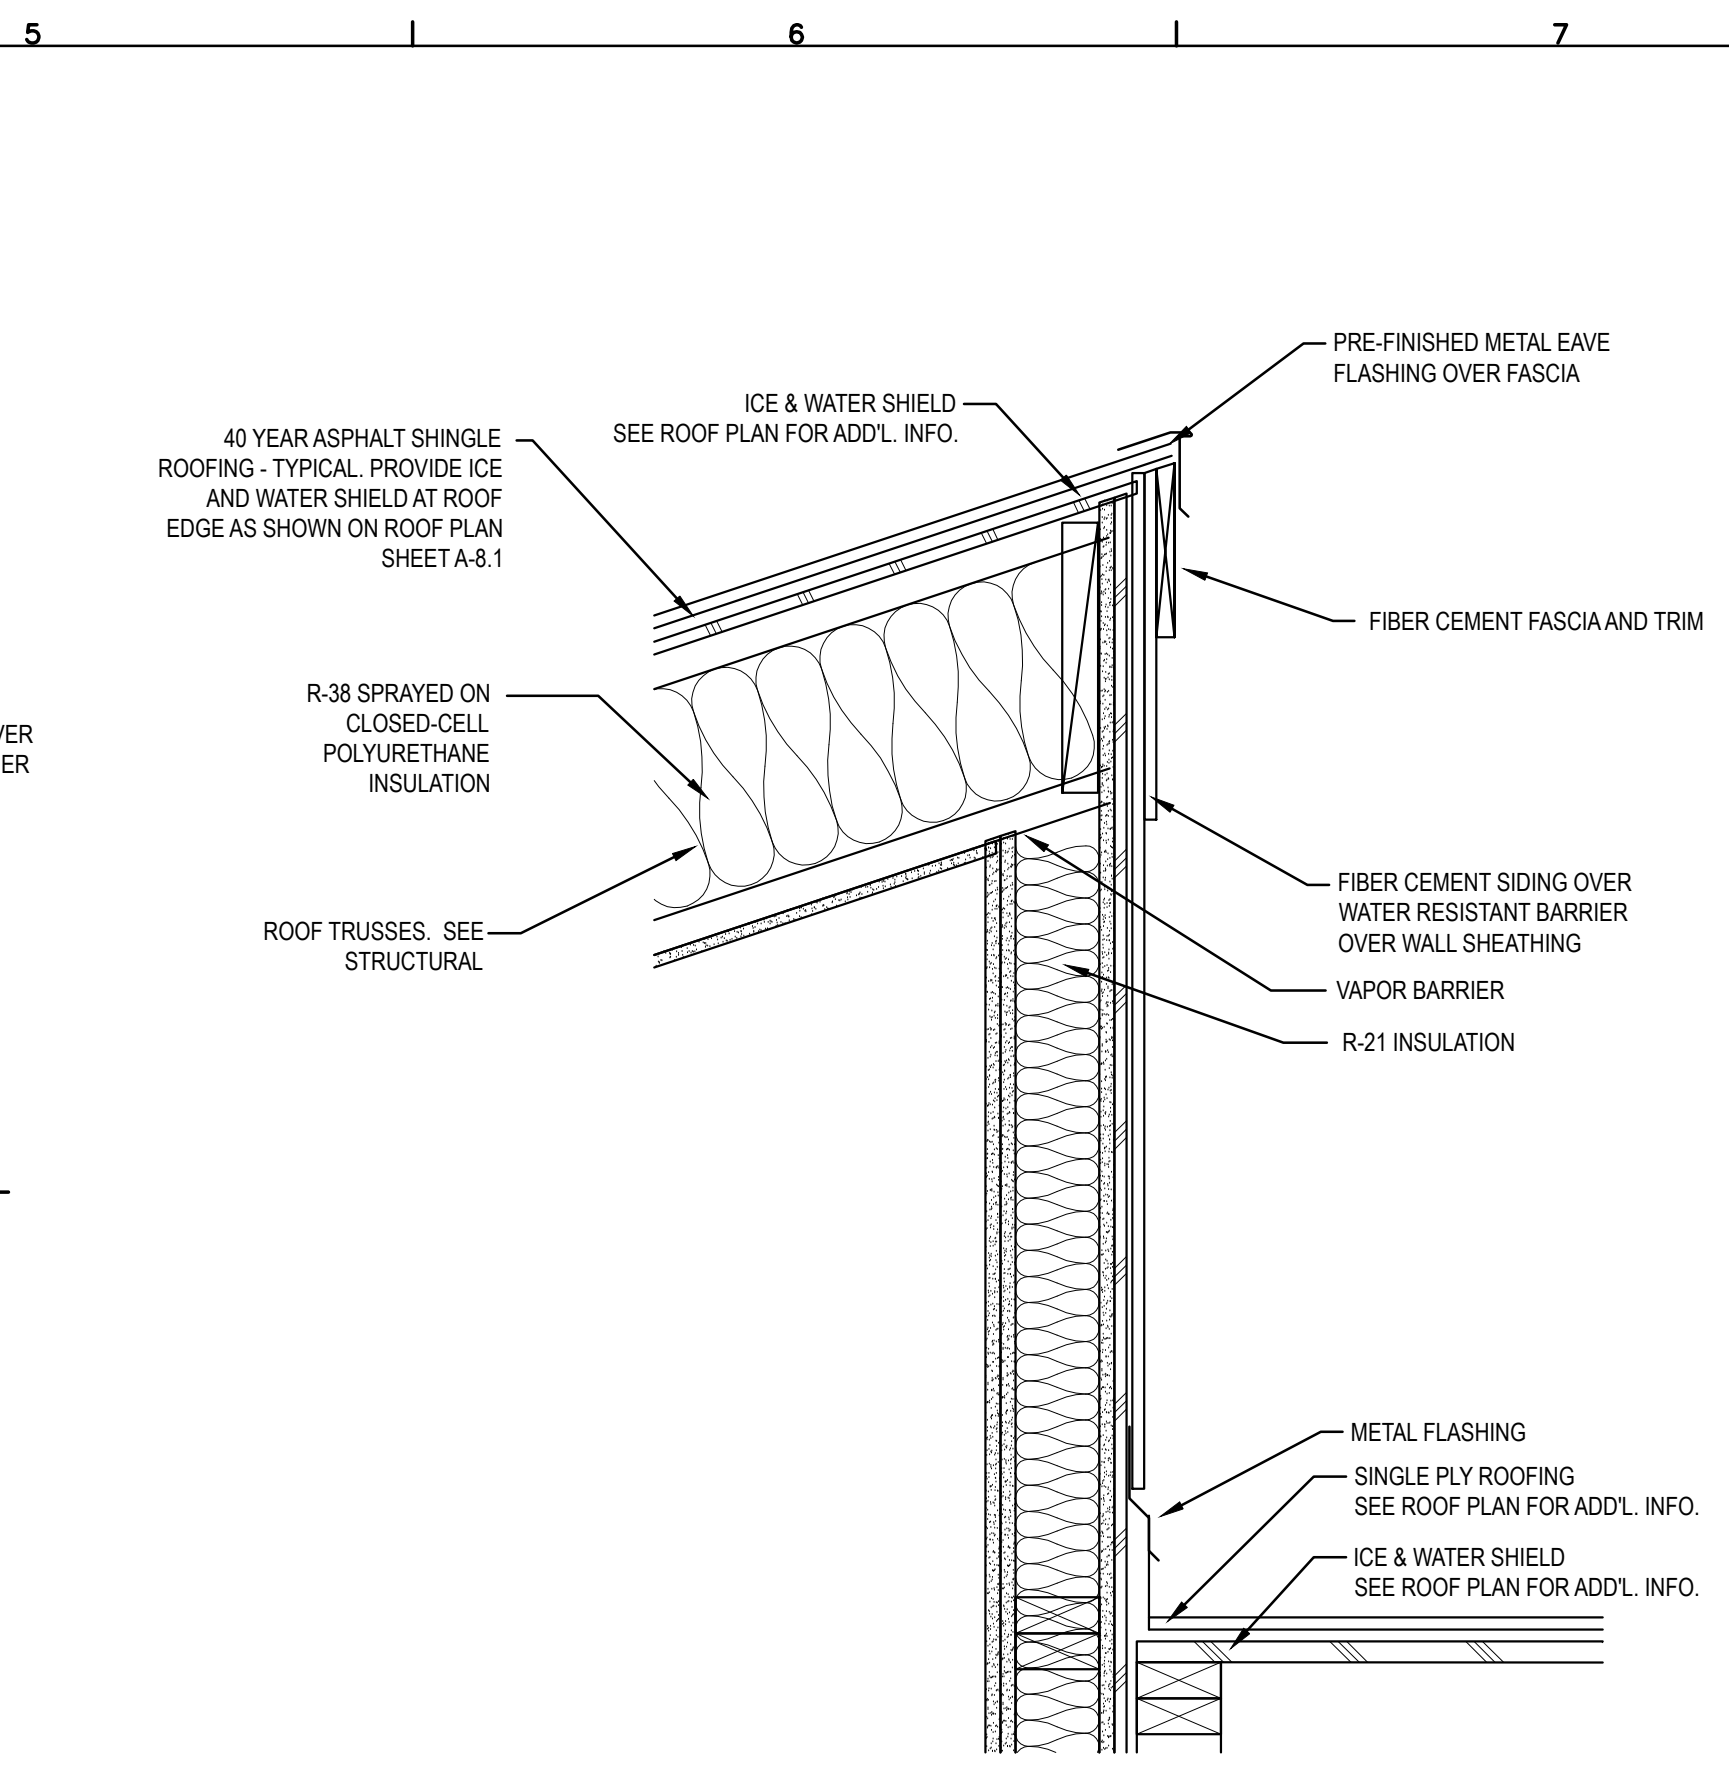 5
6
7
PRE-FINISHED METAL EAVE
FLASHING OVER FASCIA
ICE & WATER SHIELD
SEE ROOF PLAN FOR ADD'L. INFO.
40 YEAR ASPHALT SHINGLE
ROOFING - TYPICAL. PROVIDE ICE
AND WATER SHIELD AT ROOF
EDGE AS SHOWN ON ROOF PLAN
SHEET A-8.1
FIBER CEMENT FASCIA AND TRIM
R-38 SPRAYED ON
CLOSED-CELL
POLYURETHANE
INSULATION
VER
ER
ROOF TRUSSES. SEE
STRUCTURAL
FIBER CEMENT SIDING OVER
WATER RESISTANT BARRIER
OVER WALL SHEATHING
VAPOR BARRIER
R-21 INSULATION
METAL FLASHING
SINGLE PLY ROOFING
SEE ROOF PLAN FOR ADD'L. INFO.
ICE & WATER SHIELD
SEE ROOF PLAN FOR ADD'L. INFO.